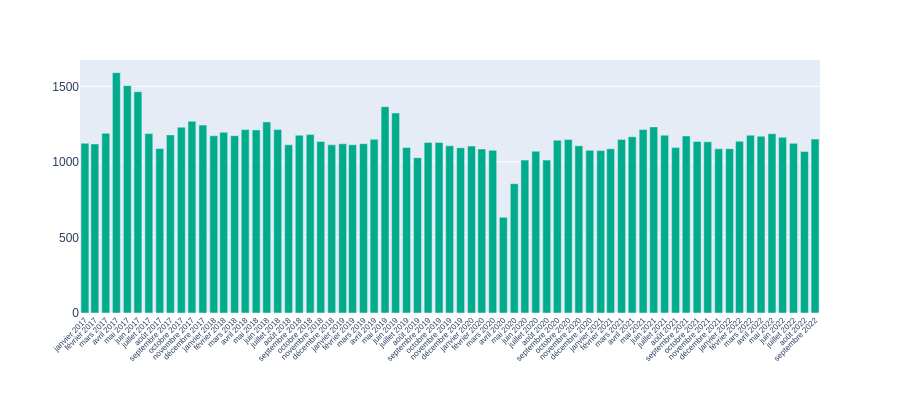 1500
1000
500
0
janvier 2017
février 2017
mars 2017
avril 2017
mai 2017
juin 2017
juillet 2017
août 2017
septembre 2017
octobre 2017
novembre 2017
décembre 2017
janvier 2018
février 2018
mars 2018
avril 2018
mai 2018
juin 2018
juillet 2018
août 2018
septembre 2018
octobre 2018
novembre 2018
décembre 2018
janvier 2019
février 2019
mars 2019
avril 2019
mai 2019
juin 2019
juillet 2019
août 2019
septembre 2019
octobre 2019
novembre 2019
décembre 2019
janvier 2020
février 2020
mars 2020
avril 2020
mai 2020
juin 2020
juillet 2020
août 2020
septembre 2020
octobre 2020
novembre 2020
décembre 2020
janvier 2021
février 2021
mars 2021
avril 2021
mai 2021
juin 2021
juillet 2021
août 2021
septembre 2021
octobre 2021
novembre 2021
décembre 2021
janvier 2022
février 2022
mars 2022
avril 2022
mai 2022
juin 2022
juillet 2022
août 2022
septembre 2022